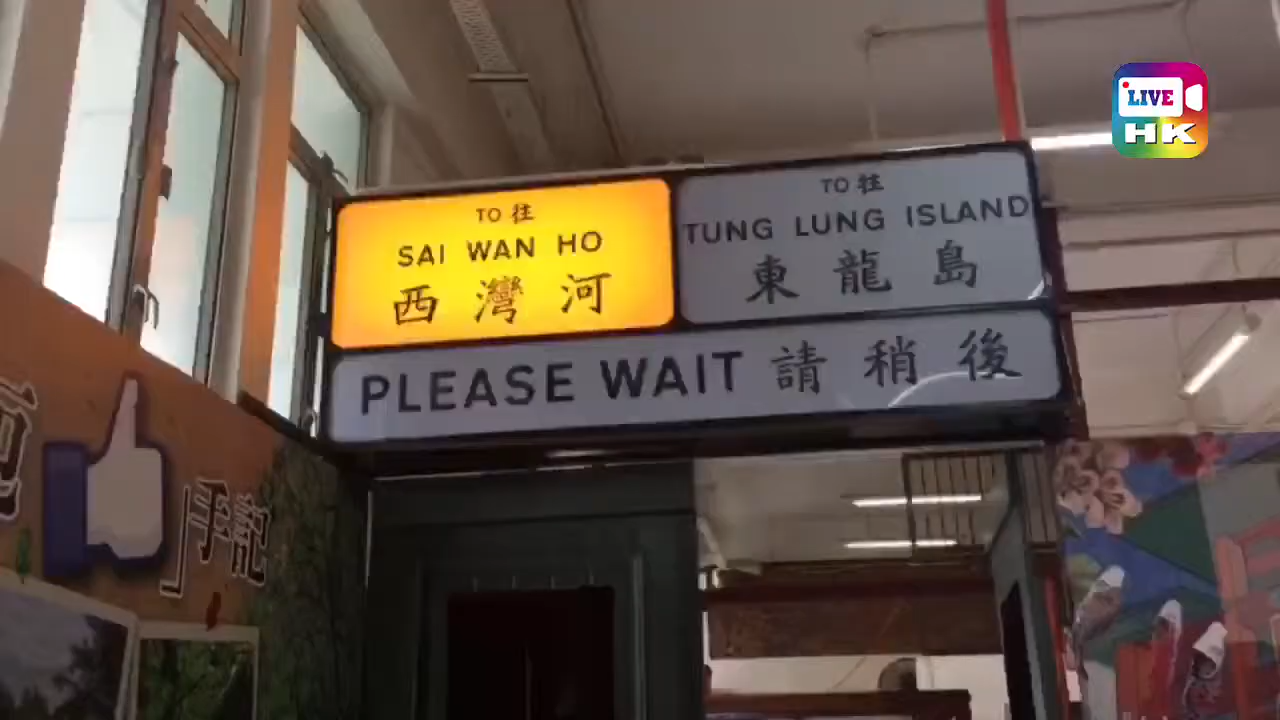 LIVE
HK
TO 往
SAI WAN HO
西灣河
TO 往
TUNG LUNG ISLAND
東龍島
PLEASE WAIT 請稍後
」手記